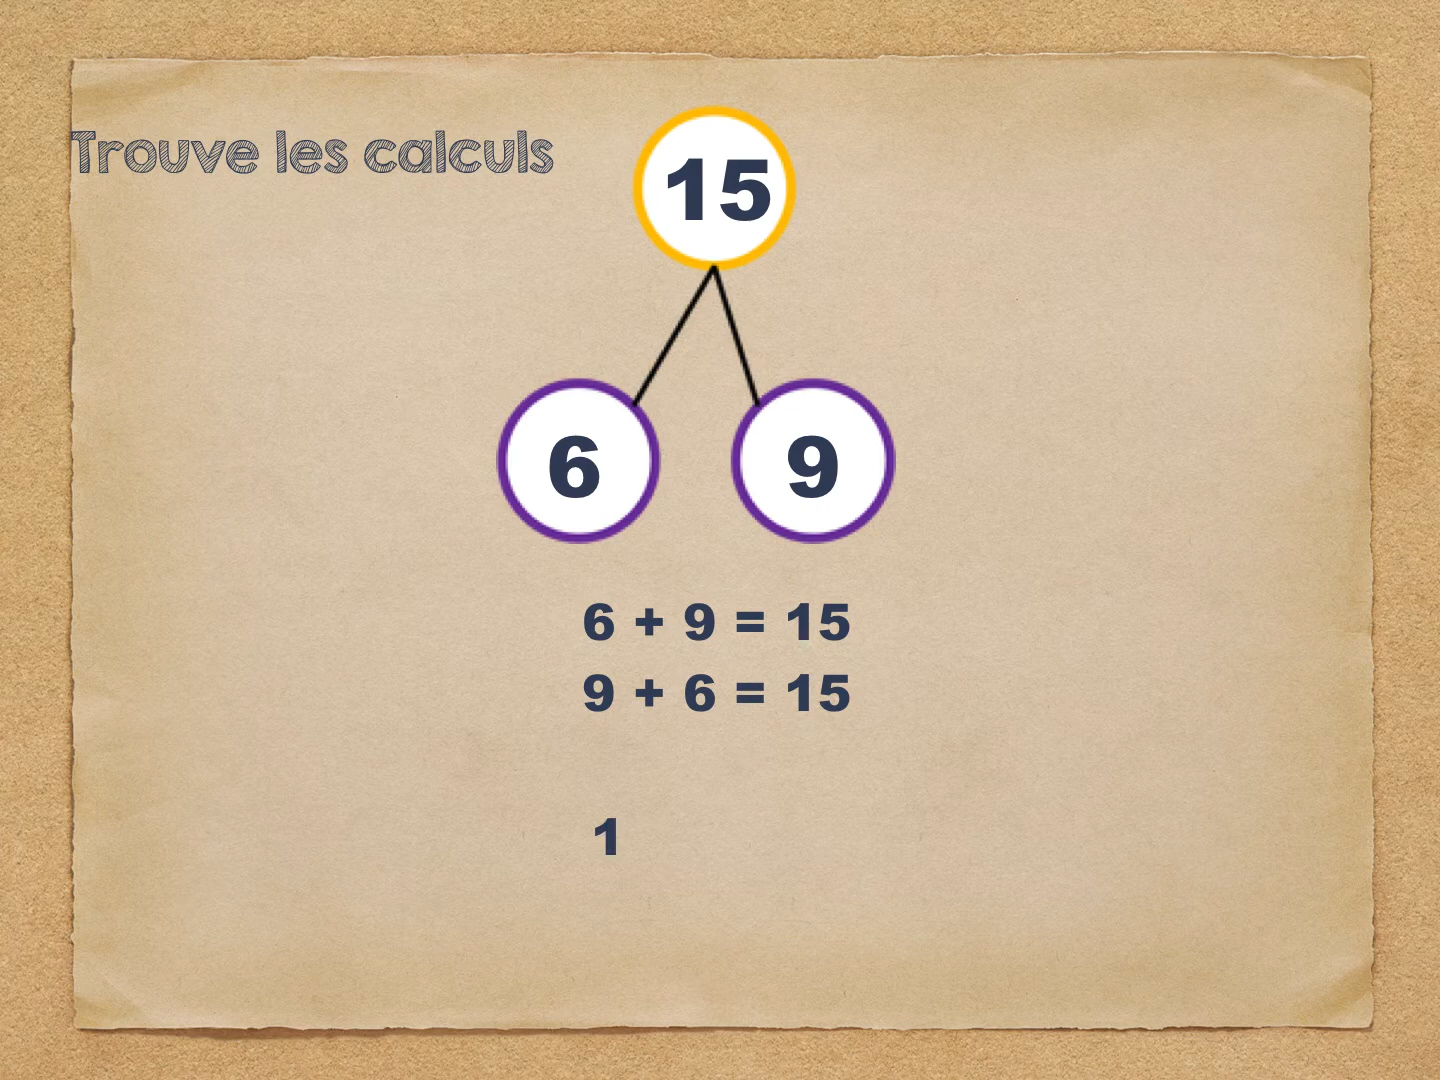 Trouve les calculs
15
6 9
6 + 9 = 15
9 + 6 = 15
1